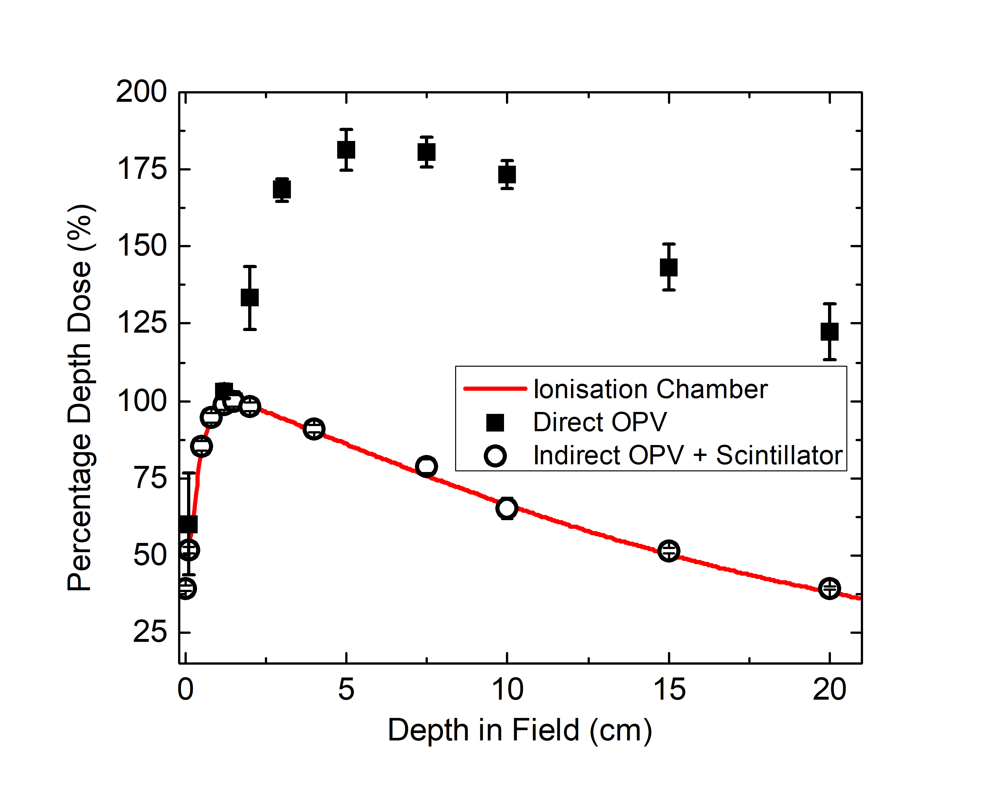 200
175
150
125
100
75
50
25
Percentage Depth Dose (%)
Ionisation Chamber
Direct OPV
Indirect OPV + Scintillator
0 5 10 15 20
Depth in Field (cm)